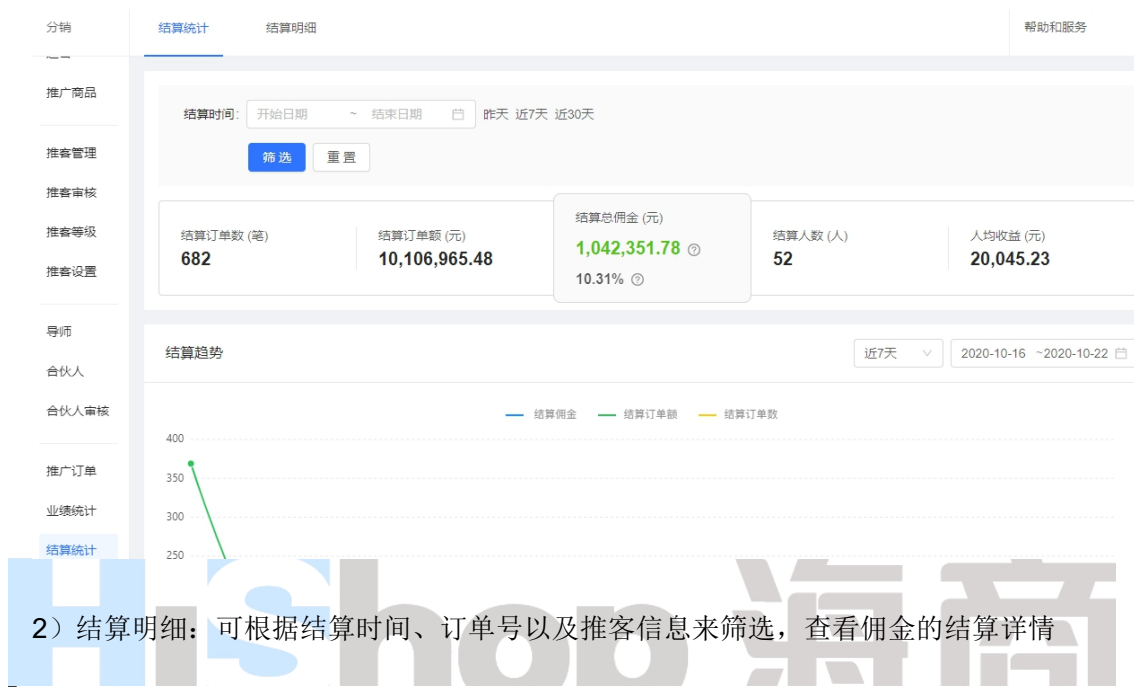 分销
结算统计
结算明细
帮助和服务
推广商品
推客管理
推客审核
推客等级
推客设置
导师
合伙人
合伙人审核
推广订单
业绩统计
结算统计
结算时间: 开始日期 ~ 结束日期 昨天 近7天 近30天
筛 选 重 置
结算订单数 (笔)
682
结算订单额 (元)
10,106,965.48
结算总佣金 (元)
1,042,351.78
10.31%
结算人数 (人)
52
人均收益 (元)
20,045.23
结算趋势
近7天 2020-10-16 ~2020-10-22
结算佣金 结算订单额 结算订单数
400
350
300
250
HiShop海商
2）结算明细：可根据结算时间、订单号以及推客信息来筛选，查看佣金的结算详情